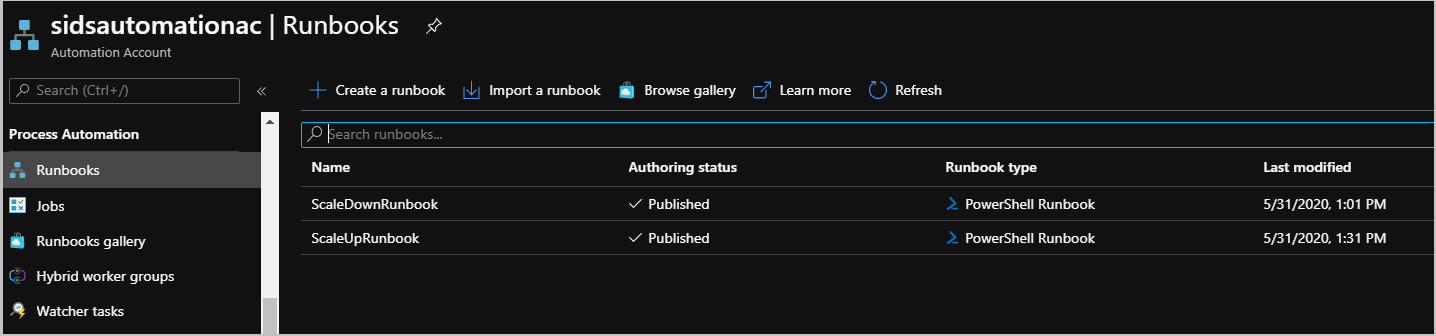 sidsautomationac | Runbooks
Automation Account
Search (Ctrl+/)
«
Create a runbook Import a runbook Browse gallery Learn more Refresh
Process Automation
Runbooks
Jobs
Runbooks gallery
Hybrid worker groups
Watcher tasks
Search runbooks...
Name Authoring status Runbook type Last modified
ScaleDownRunbook Published PowerShell Runbook 5/31/2020, 1:01 PM
ScaleUpRunbook Published PowerShell Runbook 5/31/2020, 1:31 PM